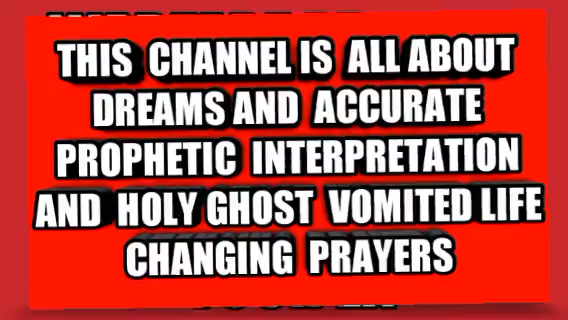 THIS CHANNEL IS ALL ABOUT
DREAMS AND ACCURATE
PROPHETIC INTERPRETATION
AND HOLY GHOST VOMITED LIFE
CHANGING PRAYERS